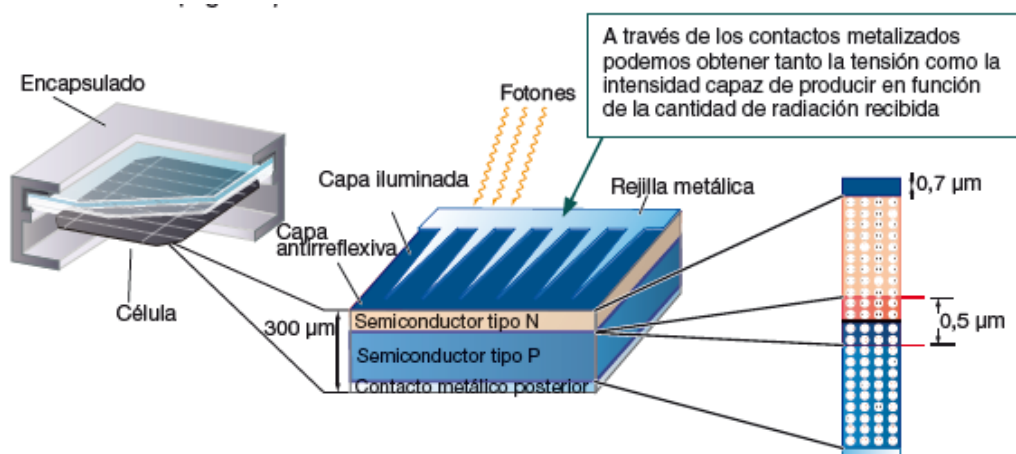 A través de los contactos metalizados
podemos obtener tanto la tensión como la
intensidad capaz de producir en función
de la cantidad de radiación recibida
Encapsulado
Fotones
Capa iluminada
Rejilla metálica
0,7 µm
Capa
antirreflexiva
Célula
300 µm
Semiconductor tipo N
0,5 µm
Semiconductor tipo P
Contacto metálico posterior